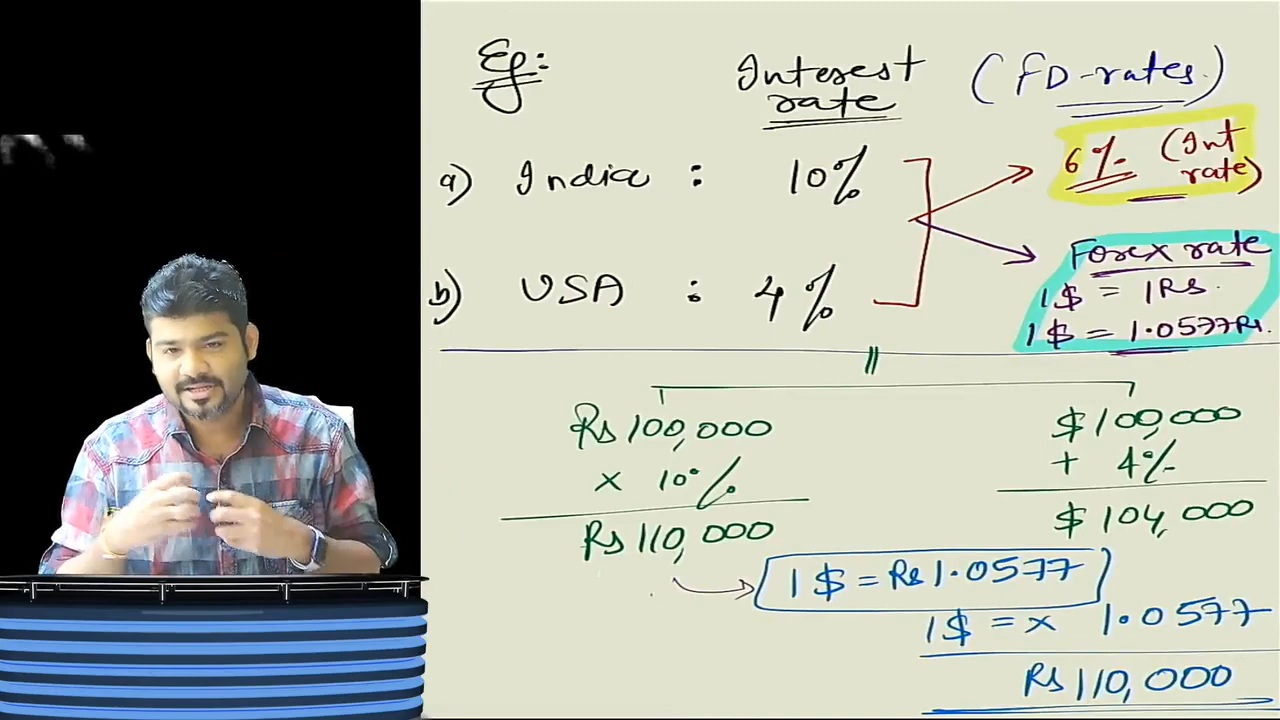 Eg:
Interest rate (FD-rates.)
a) India : 10%
6% (Int rate)
b) USA : 4%
Forex rate
1$ = 1Rs.
1$ = 1.0577Rs.
Rs 100,000
x 10%
Rs 110,000
$100,000
+ 4%
$ 104,000
1$ = Rs 1.0577
1$ = x 1.0577
Rs 110,000